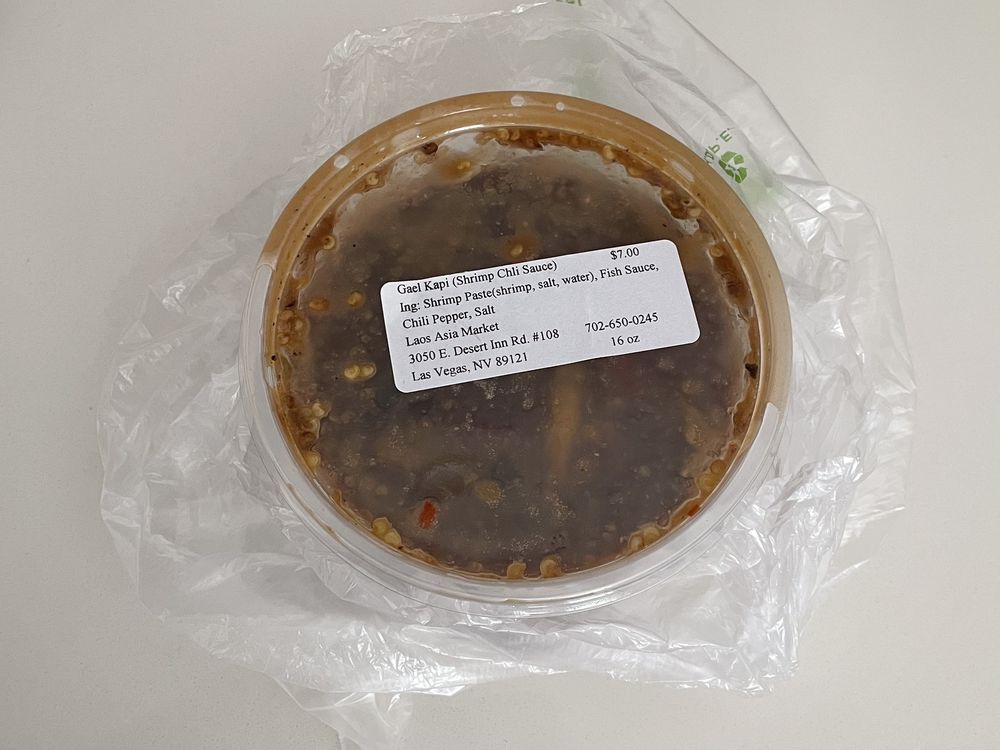 Gael Kapi (Shrimp Chli Sauce) $7.00
Ing: Shrimp Paste(shrimp, salt, water), Fish Sauce,
Chili Pepper, Salt
Laos Asia Market
3050 E. Desert Inn Rd. #108 702-650-0245
Las Vegas, NV 89121 16 oz